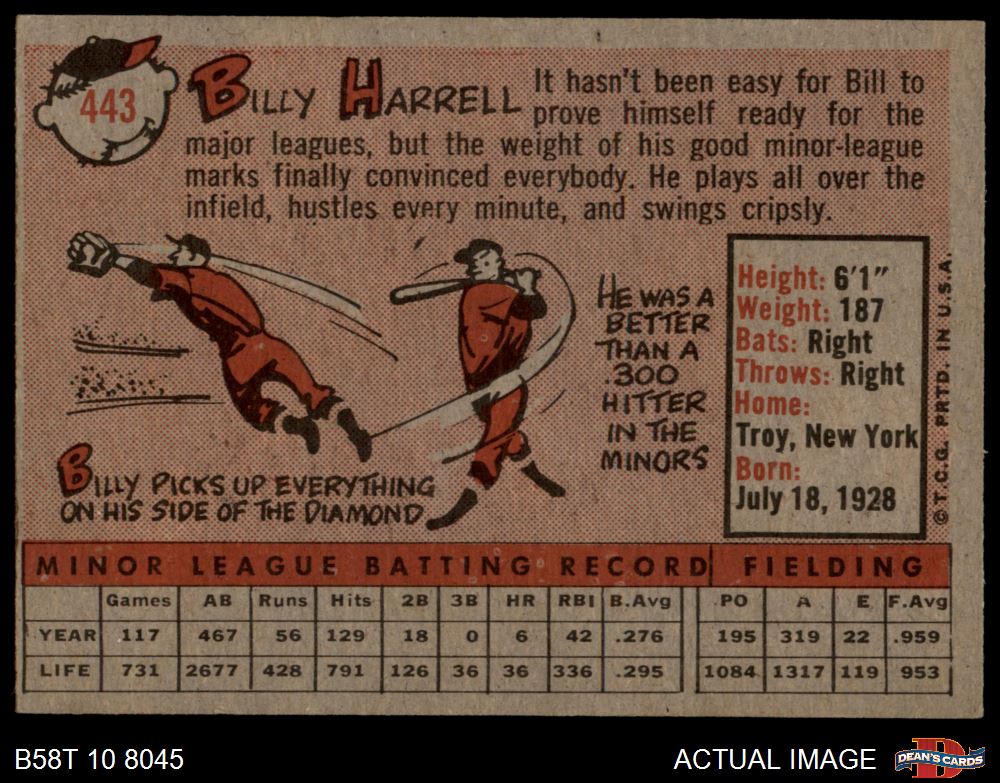 443
BILLY HARRELL
It hasn't been easy for Bill to
prove himself ready for the
major leagues, but the weight of his good minor-league
marks finally convinced everybody. He plays all over the
infield, hustles every minute, and swings cripsly.
BILLY PICKS UP EVERYTHING
ON HIS SIDE OF THE DIAMOND
HE WAS A
BETTER
THAN A
.300
HITTER
IN THE
MINORS
Height: 6'1"
Weight: 187
Bats: Right
Throws: Right
Home:
Troy, New York
Born:
July 18, 1928
© T.C.G. PRTD. IN U.S.A.
MINOR LEAGUE BATTING RECORD FIELDING
Games AB Runs Hits 2B 3B HR RBI B.Avg PO A E F.Avg
YEAR 117 467 56 129 18 0 6 42 .276 195 319 22 .959
LIFE 731 2677 428 791 126 36 36 336 .295 1084 1317 119 953
B58T 10 8045
ACTUAL IMAGE
D
DEAN'S CARDS